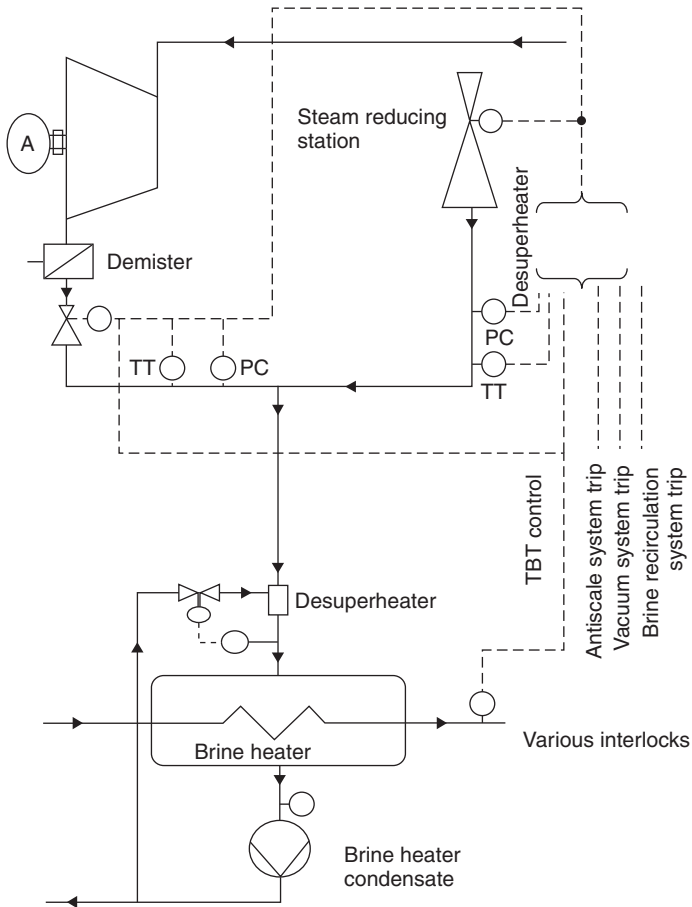 Steam reducing
station
A
Desuperheater
Demister
PC
TT
PC
TT
TBT control
Antiscale system trip
Vacuum system trip
Brine recirculation
system trip
Desuperheater
Various interlocks
Brine heater
Brine heater
condensate